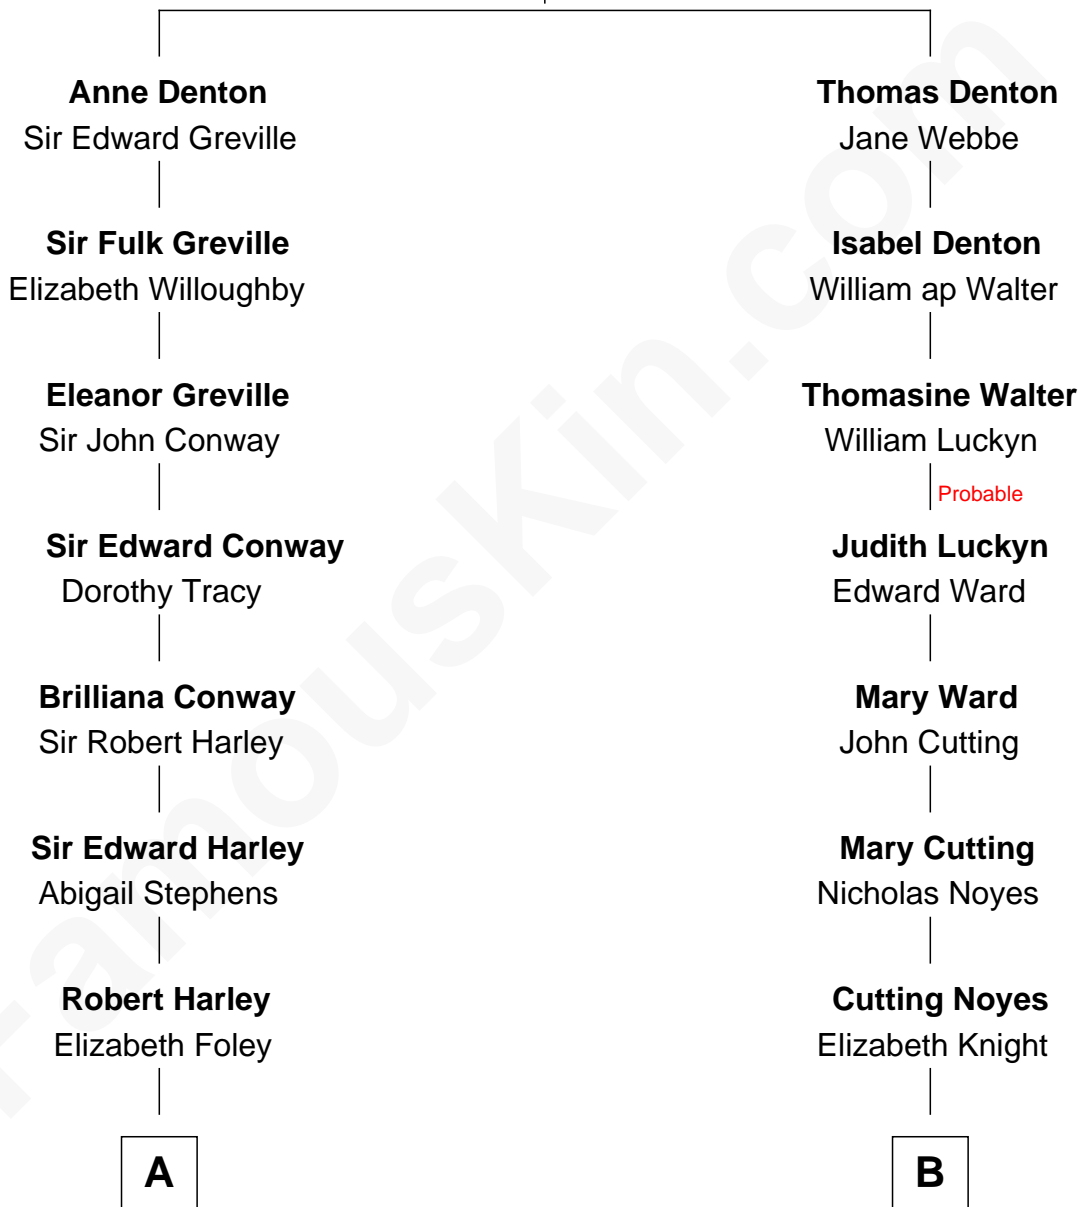 Anne Denton
Sir Edward Greville
Sir Fulk Greville
Elizabeth Willoughby
Eleanor Greville
Sir John Conway
Sir Edward Conway
Dorothy Tracy
Brilliana Conway
Sir Robert Harley
Sir Edward Harley
Abigail Stephens
Robert Harley
Elizabeth Foley
A
Thomas Denton
Jane Webbe
Isabel Denton
William ap Walter
Thomasine Walter
William Luckyn
Probable
Judith Luckyn
Edward Ward
Mary Ward
John Cutting
Mary Cutting
Nicholas Noyes
Cutting Noyes
Elizabeth Knight
B
FamousKin.com